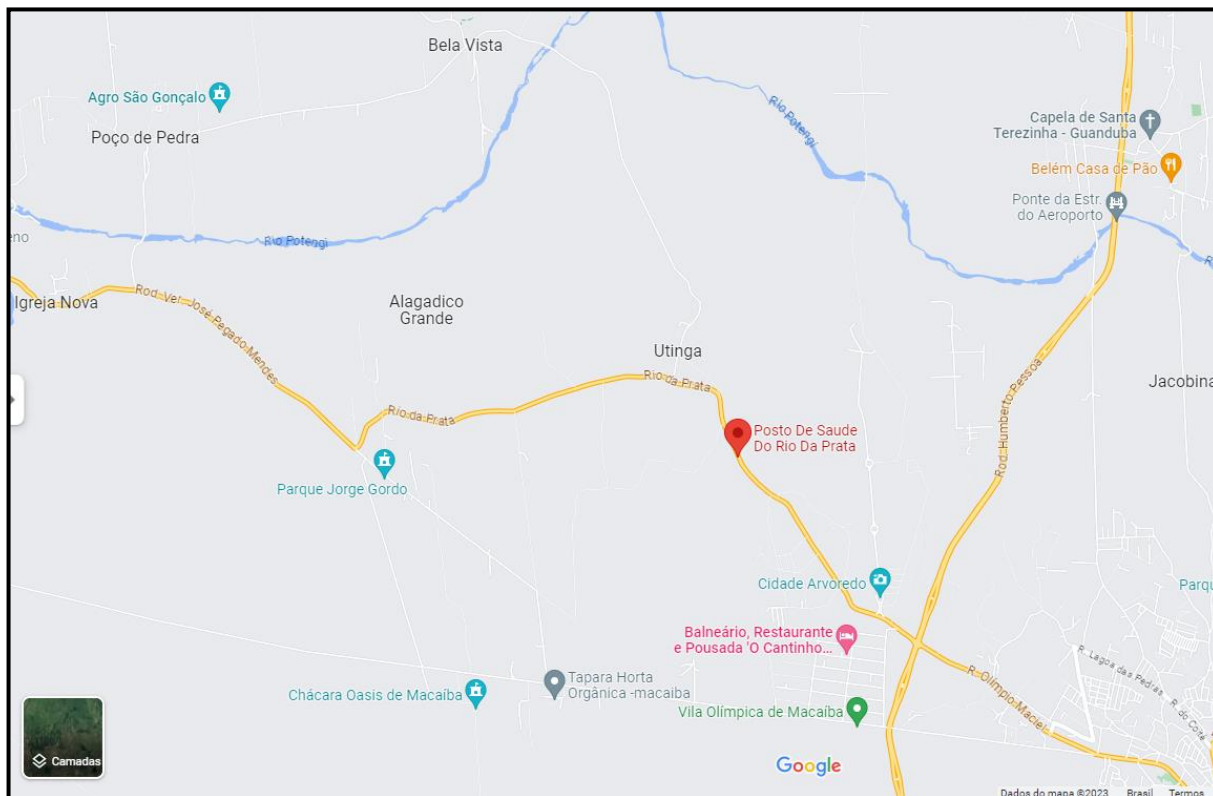 Bela Vista
Agro São Gonçalo
Poço de Pedra
Rio Potengi
Capela de Santa
Terezinha - Guanduba
Belém Casa de Pão
Ponte da Estr.
do Aeroporto
eno
Rio Potengi
Igreja Nova
Rod. Ver. José Pegado Mendes
Alagadico
Grande
Utinga
Rio da Prata
Rio da Prata
Jacobina
Rod. Humberto Pessoa
Posto De Saude
Do Rio Da Prata
Parque Jorge Gordo
Cidade Arvoredo
Parqu
Balneário, Restaurante
e Pousada 'O Cantinho...
Tapara Horta
Orgânica -macaiba
Chácara Oasis de Macaíba
Vila Olímpica de Macaíba
R. Olímpio Maciel
R. Lagoa das Pedras
R. do Coité
Camadas
Google
Dados do mapa ©2023 Brasil Termos